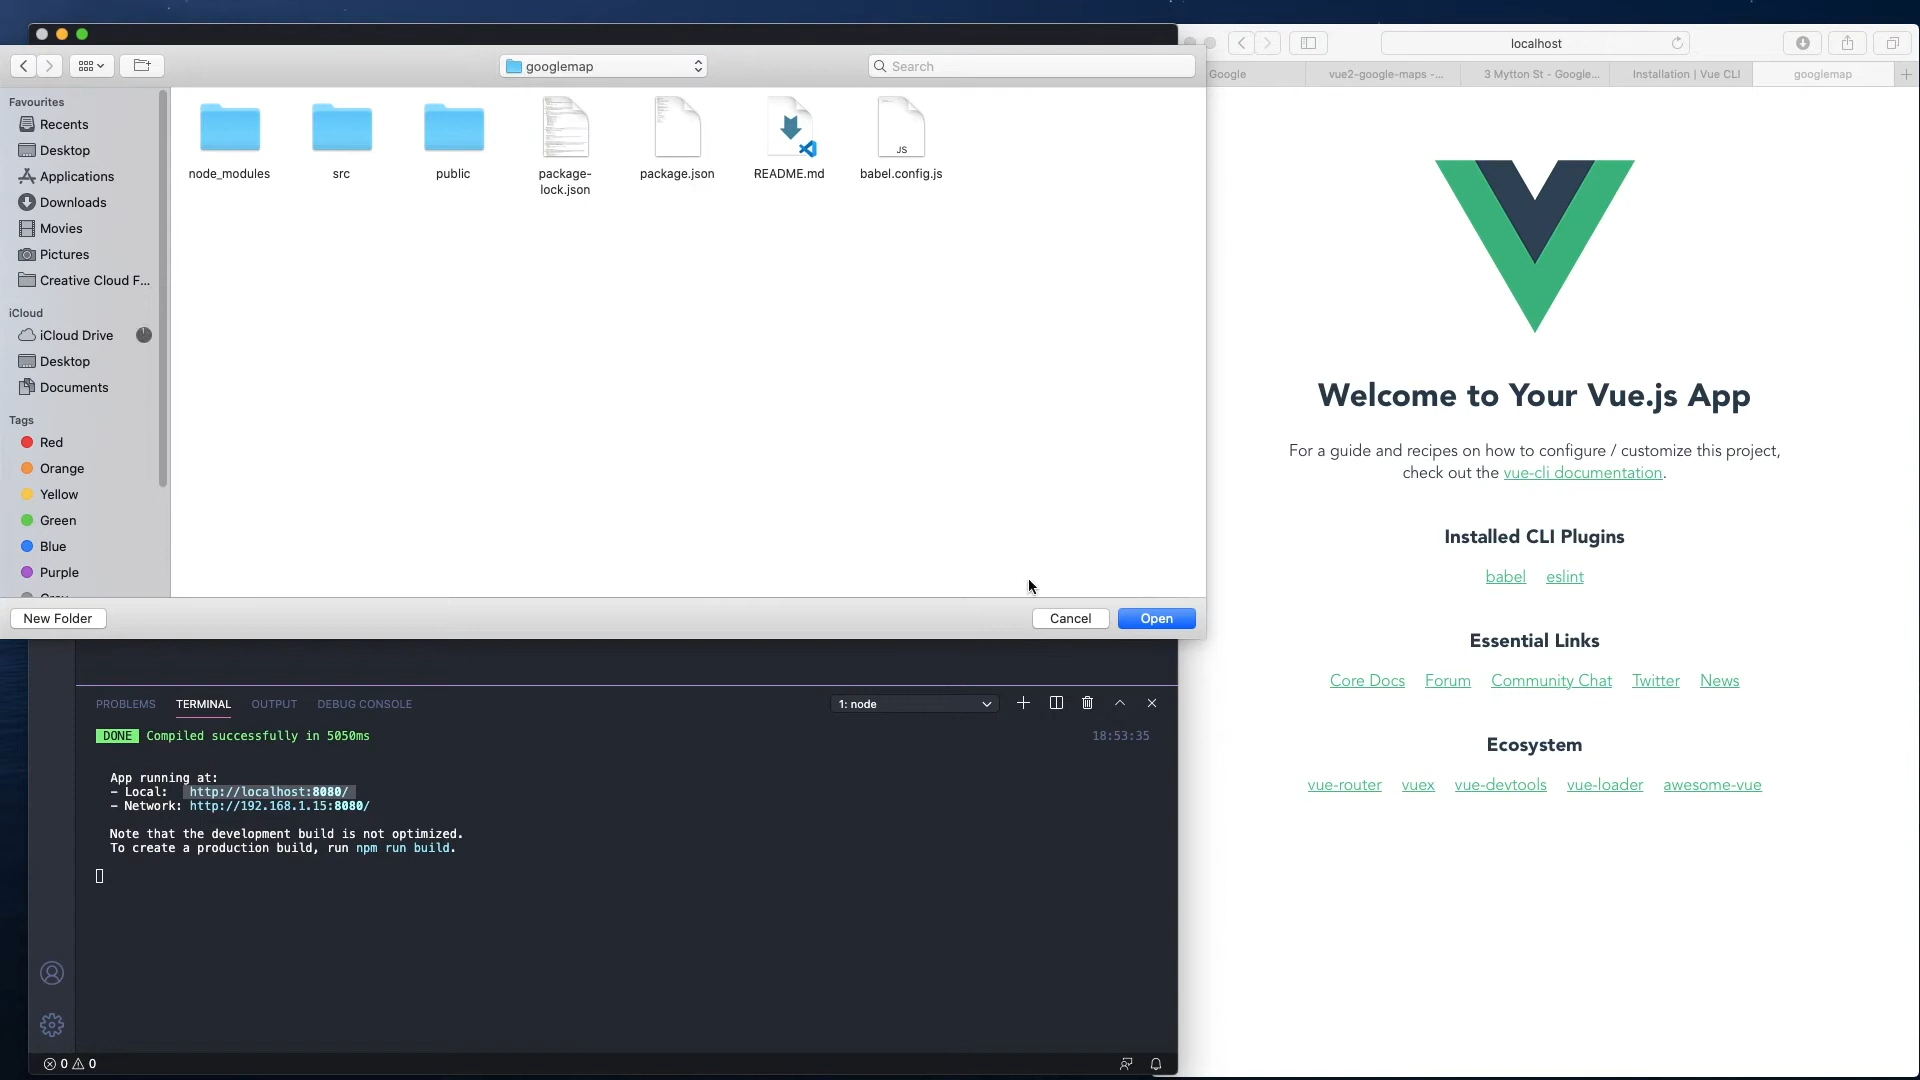 googlemap
Search
Favourites
Recents
Desktop
Applications
Downloads
Movies
Pictures
Creative Cloud F...
iCloud
iCloud Drive
Desktop
Documents
Tags
Red
Orange
Yellow
Green
Blue
Purple
node_modules
src
public
package-
lock.json
package.json
README.md
JS
babel.config.js
New Folder
Cancel
Open
PROBLEMS
TERMINAL
OUTPUT
DEBUG CONSOLE
1: node
DONE Compiled successfully in 5050ms
18:53:35
App running at:
- Local: http://localhost:8080/
- Network: http://192.168.1.15:8080/
Note that the development build is not optimized.
To create a production build, run npm run build.
0
0
localhost
Google
vue2-google-maps -...
3 Mytton St - Google...
Installation | Vue CLI
googlemap
Welcome to Your Vue.js App
For a guide and recipes on how to configure / customize this project,
check out the vue-cli documentation.
Installed CLI Plugins
babel eslint
Essential Links
Core Docs Forum Community Chat Twitter News
Ecosystem
vue-router vuex vue-devtools vue-loader awesome-vue